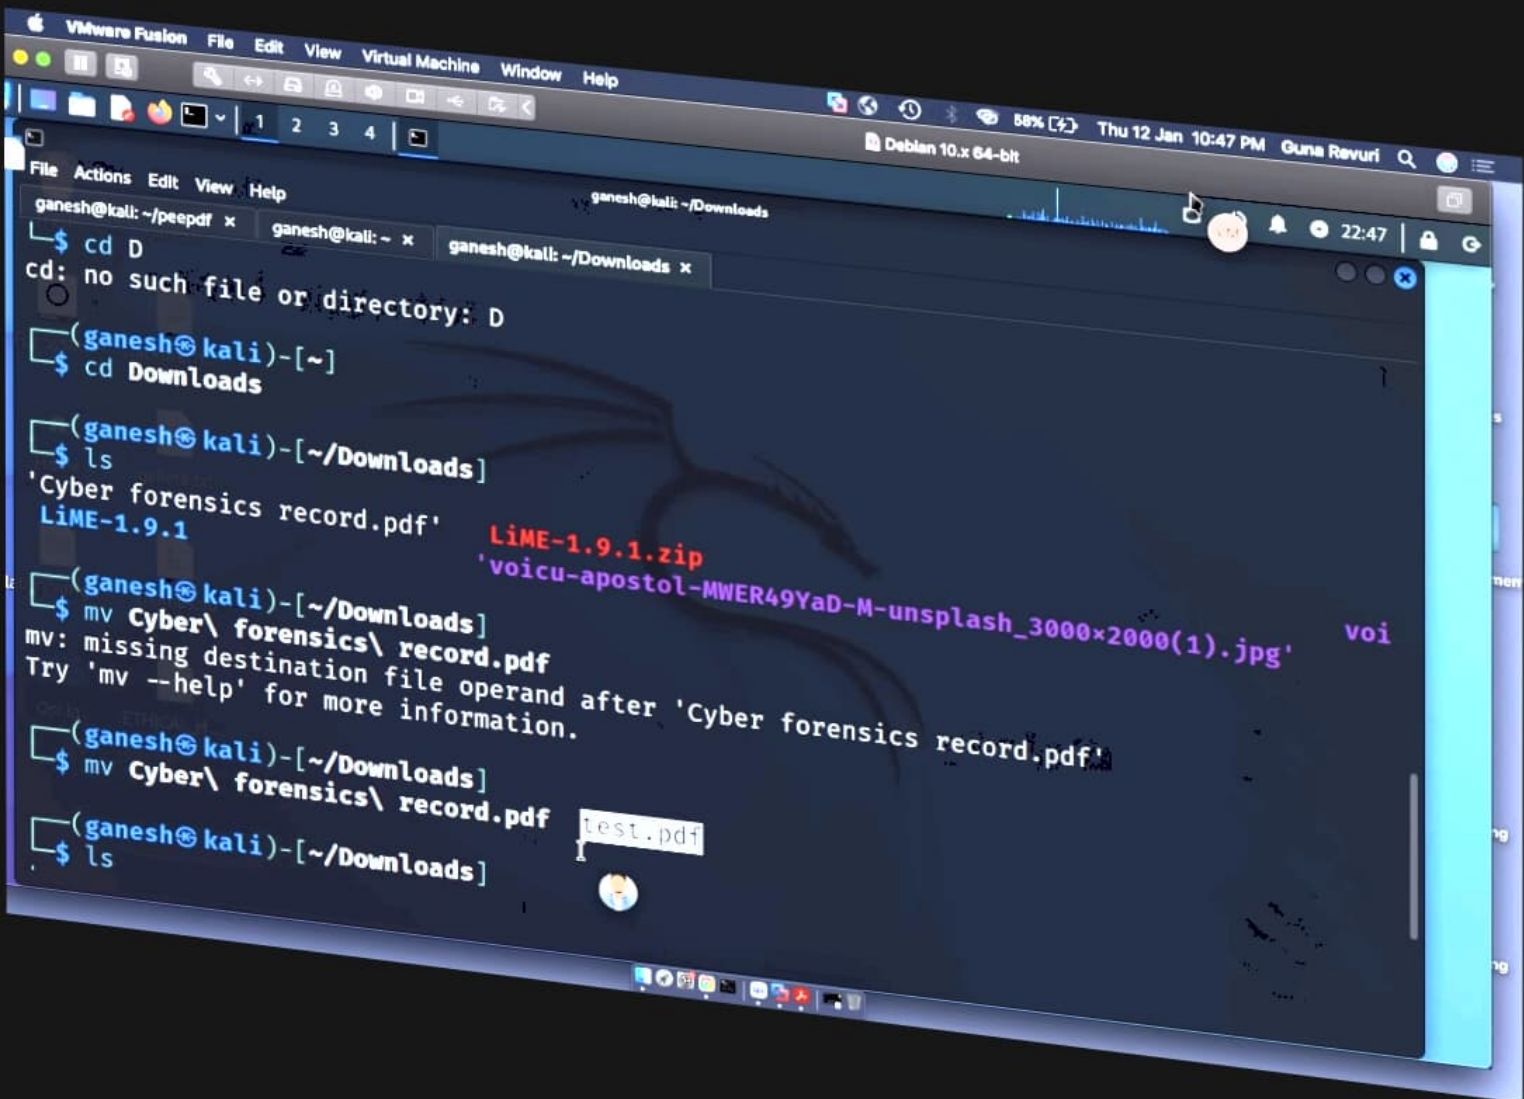 VMware Fusion File Edit View Virtual Machine Window Help 58% Thu 12 Jan 10:47 PM Guna Revuri
Debian 10.x 64-bit
1 2 3 4
22:47
File Actions Edit View Help
ganesh@kali: ~/Downloads
ganesh@kali: ~/peepdf × ganesh@kali: ~ × ganesh@kali: ~/Downloads ×
└─$ cd D
cd: no such file or directory: D
┌──(ganesh㉿kali)-[~]
└─$ cd Downloads
┌──(ganesh㉿kali)-[~/Downloads]
└─$ ls
'Cyber forensics record.pdf' LiME-1.9.1.zip
LiME-1.9.1 'voicu-apostol-MWER49YaD-M-unsplash_3000×2000(1).jpg' voi
┌──(ganesh㉿kali)-[~/Downloads]
└─$ mv Cyber\ forensics\ record.pdf
mv: missing destination file operand after 'Cyber forensics record.pdf'
Try 'mv --help' for more information.
┌──(ganesh㉿kali)-[~/Downloads]
└─$ mv Cyber\ forensics\ record.pdf test.pdf
┌──(ganesh㉿kali)-[~/Downloads]
└─$ ls